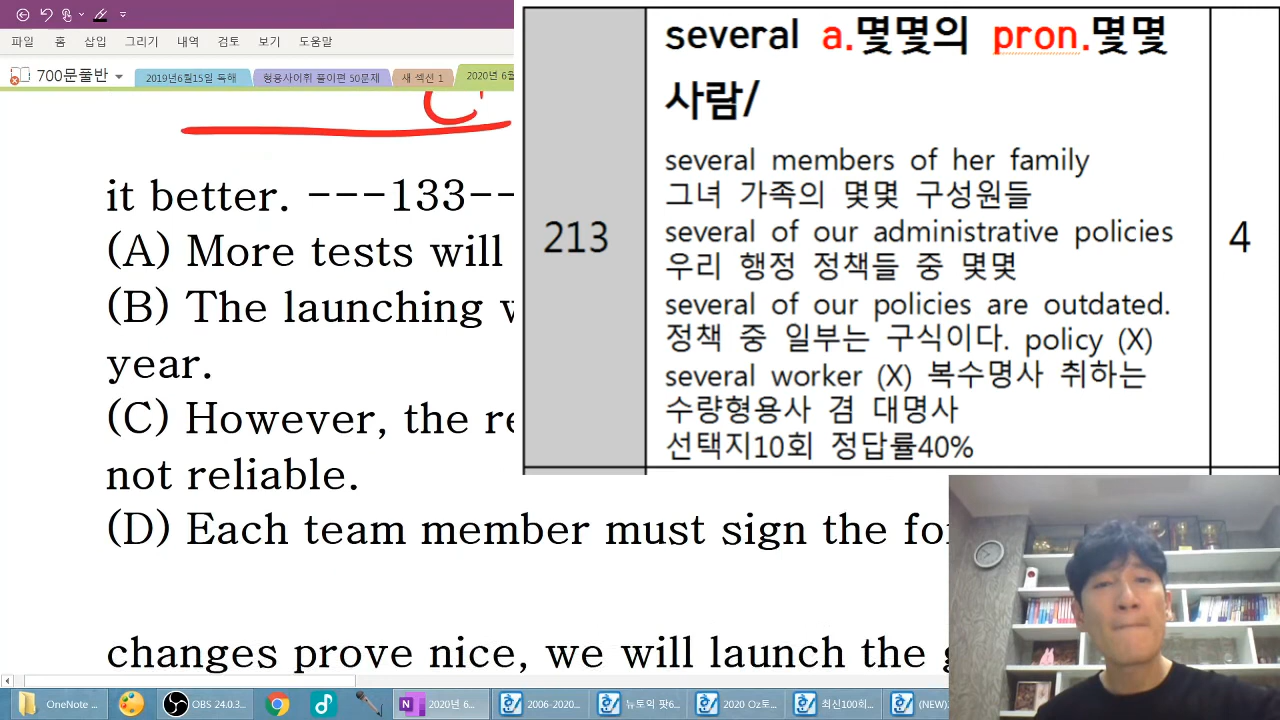 파일 홈 삽입 그리기 내역 검토 보기 도움말
700문풀반 2019년6월15일 독해 형용사어휘 풀이편 50문제 새 섹션 1 2020년 6월
it better. ---133--
(A) More tests will
(B) The launching
year.
(C) However, the
not reliable.
(D) Each team member must sign the
changes prove nice, we will launch the
several a.몇몇의 pron.몇몇
사람/
several members of her family
그녀 가족의 몇몇 구성원들
several of our administrative policies
우리 행정 정책들 중 몇몇
213
4
several of our policies are outdated.
정책 중 일부는 구식이다. policy (X)
several worker (X) 복수명사 취하는
수량형용사 겸 대명사
선택지10회 정답률40%
OneNote ... OBS 24.0.3... 2020년 6... 2006-2020... 뉴토익 팟6... 2020 Oz토... 최신100회... (NEW)